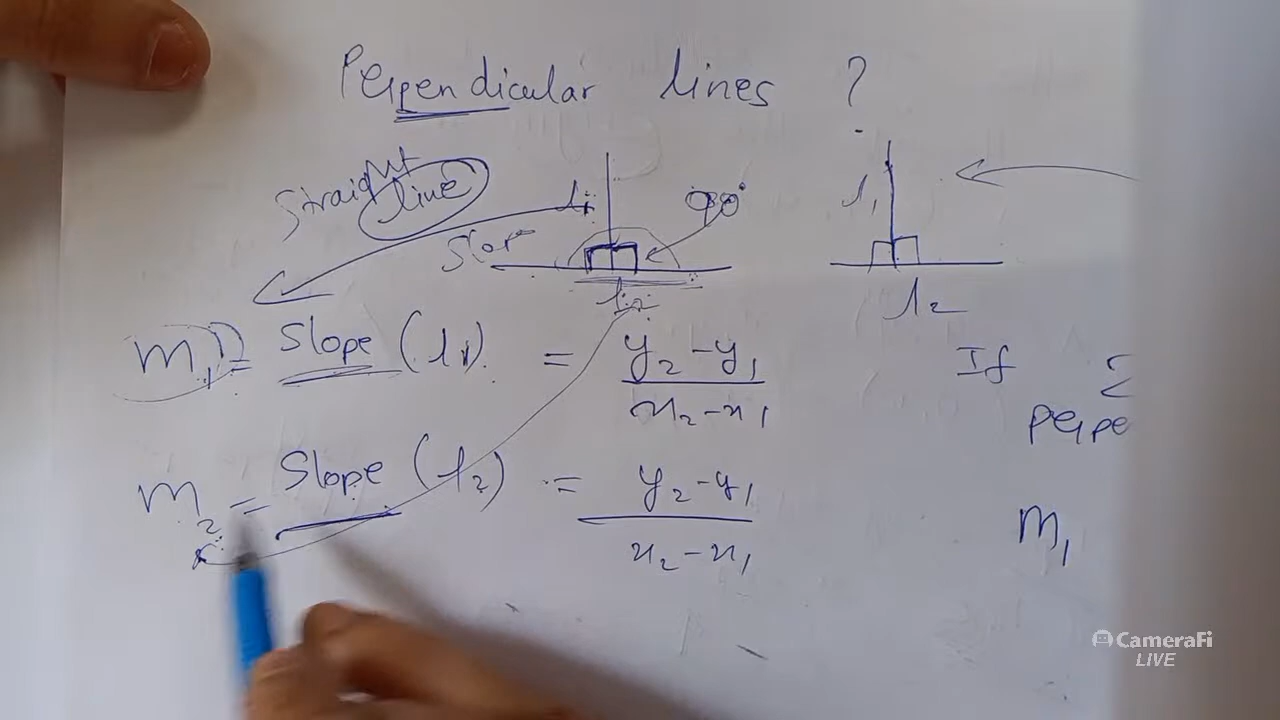 Perpendicular lines ?
straight
line
l1
90°
l1
Slop
l2
l2
m1 = Slope (l1) = y2-y1
x2-x1
If
perpe
m2 = Slope (l2) = y2-y1
x2-x1
m1
CameraFi
LIVE